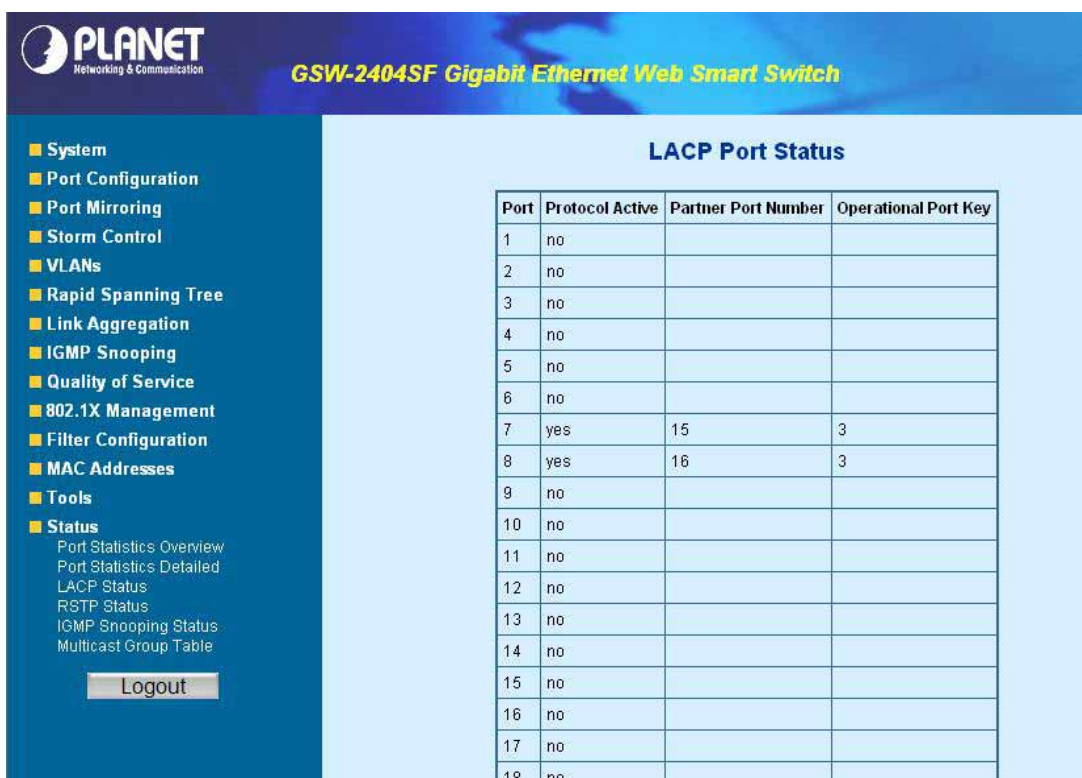 PLANET
Networking & Communication
GSW-2404SF Gigabit Ethernet Web Smart Switch
System
Port Configuration
Port Mirroring
Storm Control
VLANs
Rapid Spanning Tree
Link Aggregation
IGMP Snooping
Quality of Service
802.1X Management
Filter Configuration
MAC Addresses
Tools
Status
Port Statistics Overview
Port Statistics Detailed
LACP Status
RSTP Status
IGMP Snooping Status
Multicast Group Table
Logout
LACP Port Status
Port Protocol Active Partner Port Number Operational Port Key
1 no
2 no
3 no
4 no
5 no
6 no
7 yes 15 3
8 yes 16 3
9 no
10 no
11 no
12 no
13 no
14 no
15 no
16 no
17 no
18 no